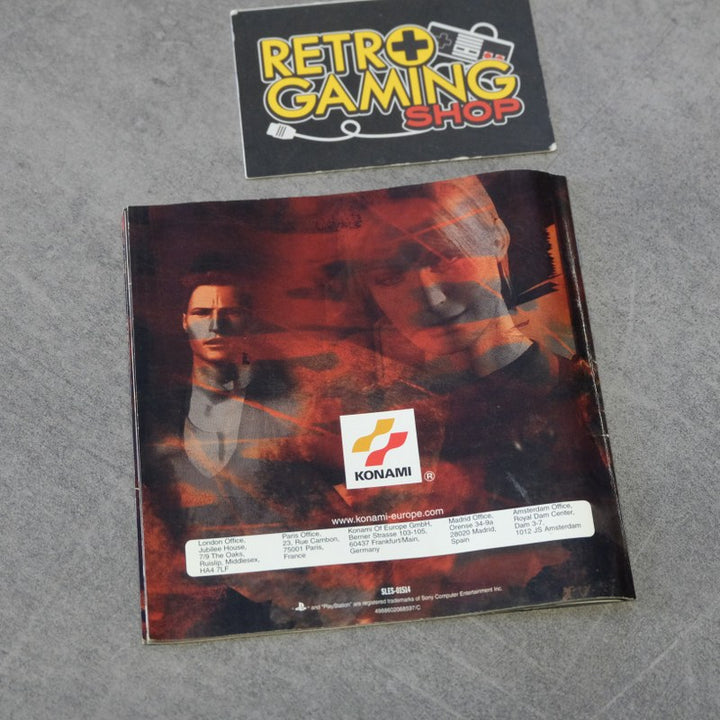 RETRO
GAMING
SHOP
KONAMI ®
www.konami-europe.com
London Office,
Jubilee House,
7/9 The Oaks,
Ruislip, Middlesex,
HA4 7LF
Paris Office,
23, Rue Cambon,
75001 Paris,
France
Konami Of Europe GmbH,
Berner Strasse 103-105,
60437 Frankfurt/Main,
Germany
Madrid Office,
Orense 34-9a
28020 Madrid,
Spain
Amsterdam Office,
Royal Dam Center,
Dam 3-7,
1012 JS Amsterdam
SLES-01514
and "PlayStation" are registered trademarks of Sony Computer Entertainment Inc.
4988602068597/C